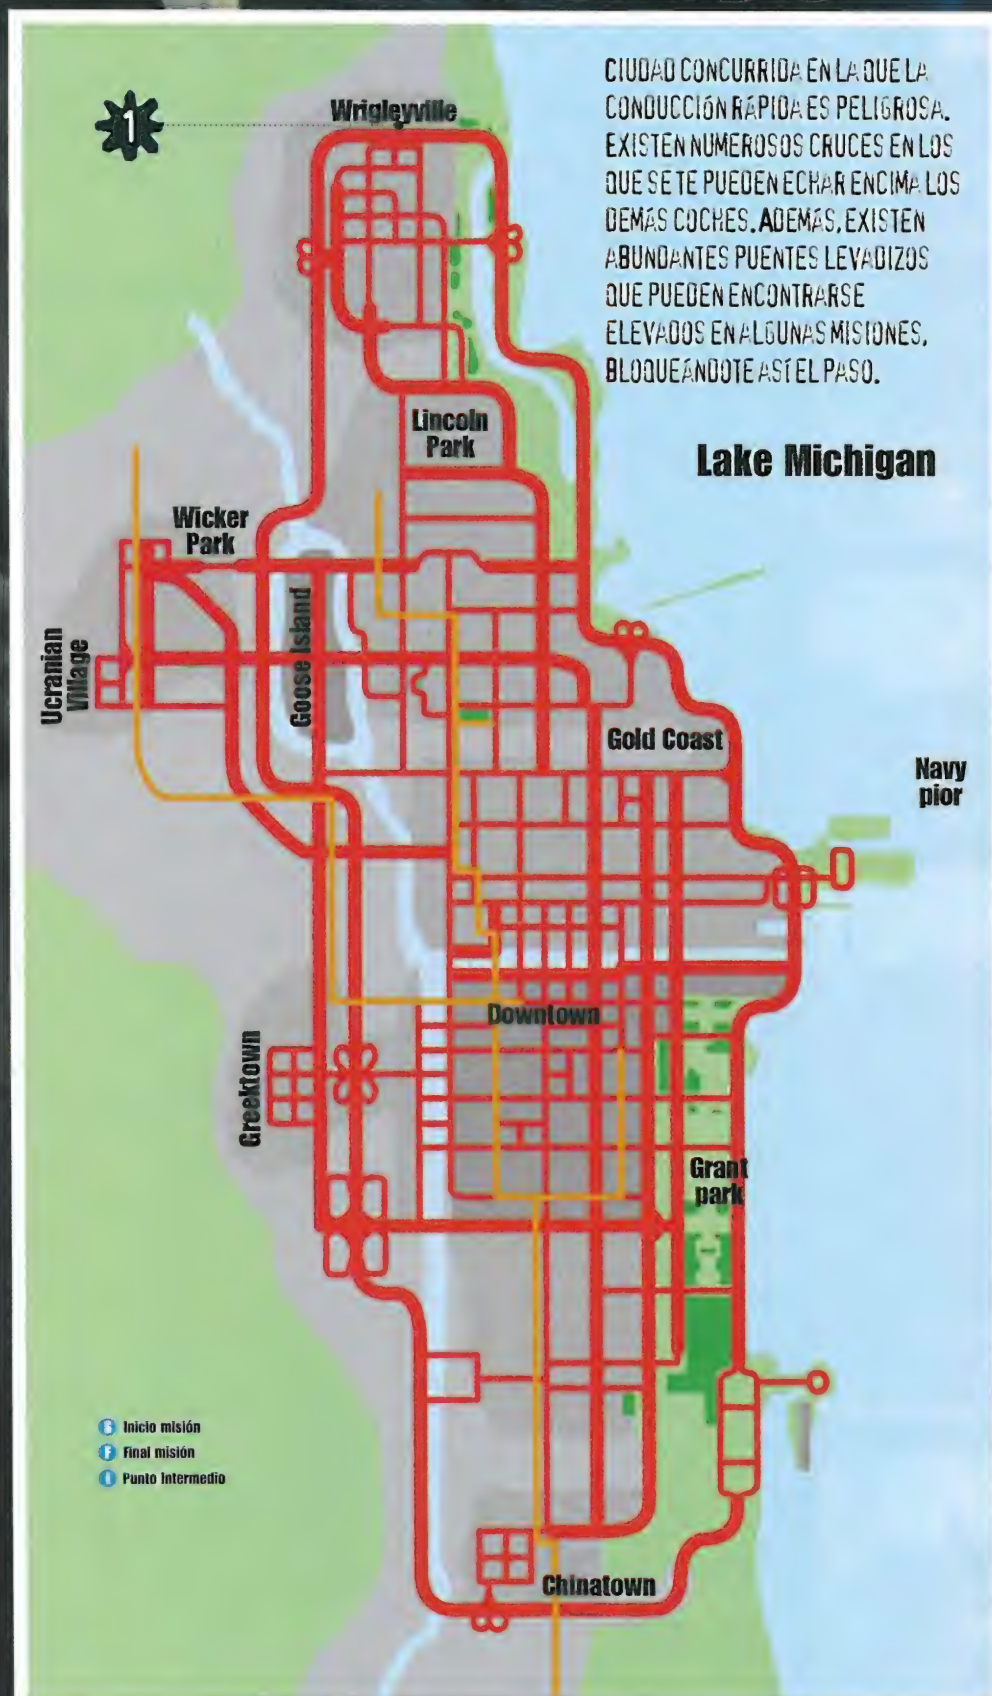 1
Wrigleyville
CIUDAD CONCURRIDA EN LA QUE LA
CONDUCCIÓN RÁPIDA ES PELIGROSA.
EXISTEN NUMEROSOS CRUCES EN LOS
QUE SE TE PUEDEN ECHAR ENCIMA LOS
DEMÁS COCHES. ADEMÁS, EXISTEN
ABUNDANTES PUENTES LEVADIZOS
QUE PUEDEN ENCONTRARSE
ELEVADOS EN ALGUNAS MISIONES,
BLOQUEÁNDOTE ASÍ EL PASO.
Lincoln
Park
Lake Michigan
Wicker
Park
Goose Island
Ucranian
Village
Gold Coast
Navy
pior
Downtown
Greektown
Grant
park
S Inicio misión
F Final misión
I Punto Intermedio
Chinatown